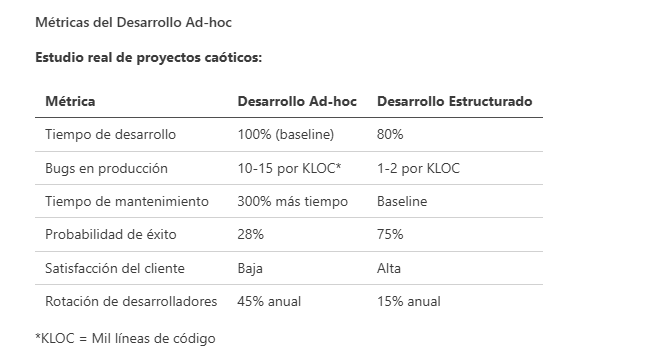 Métricas del Desarrollo Ad-hoc
Estudio real de proyectos caóticos:
Métrica Desarrollo Ad-hoc Desarrollo Estructurado
Tiempo de desarrollo 100% (baseline) 80%
Bugs en producción 10-15 por KLOC* 1-2 por KLOC
Tiempo de mantenimiento 300% más tiempo Baseline
Probabilidad de éxito 28% 75%
Satisfacción del cliente Baja Alta
Rotación de desarrolladores 45% anual 15% anual
*KLOC = Mil líneas de código